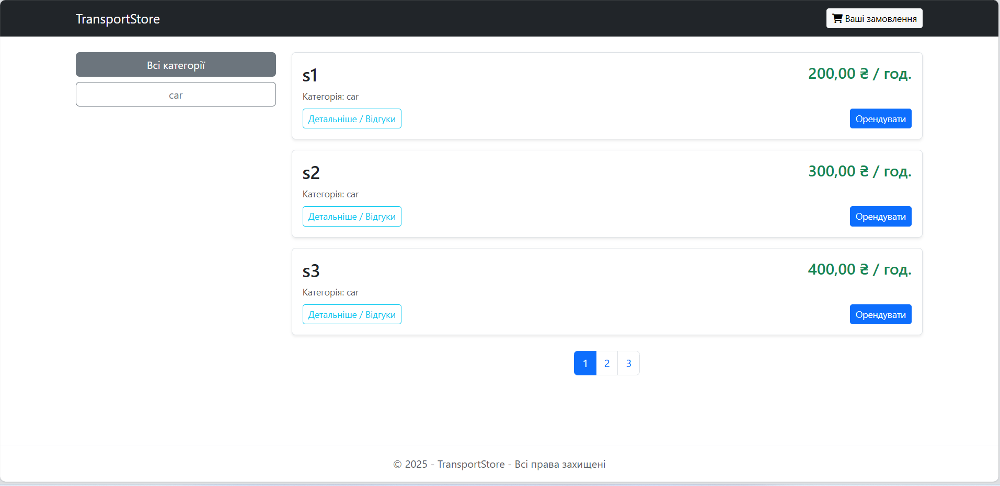 TransportStore
Ваші замовлення
Всі категорії
car
s1
200,00 ₴ / год.
Категорія: car
Детальніше / Відгуки
Орендувати
s2
300,00 ₴ / год.
Категорія: car
Детальніше / Відгуки
Орендувати
s3
400,00 ₴ / год.
Категорія: car
Детальніше / Відгуки
Орендувати
1 2 3
© 2025 - TransportStore - Всі права захищені